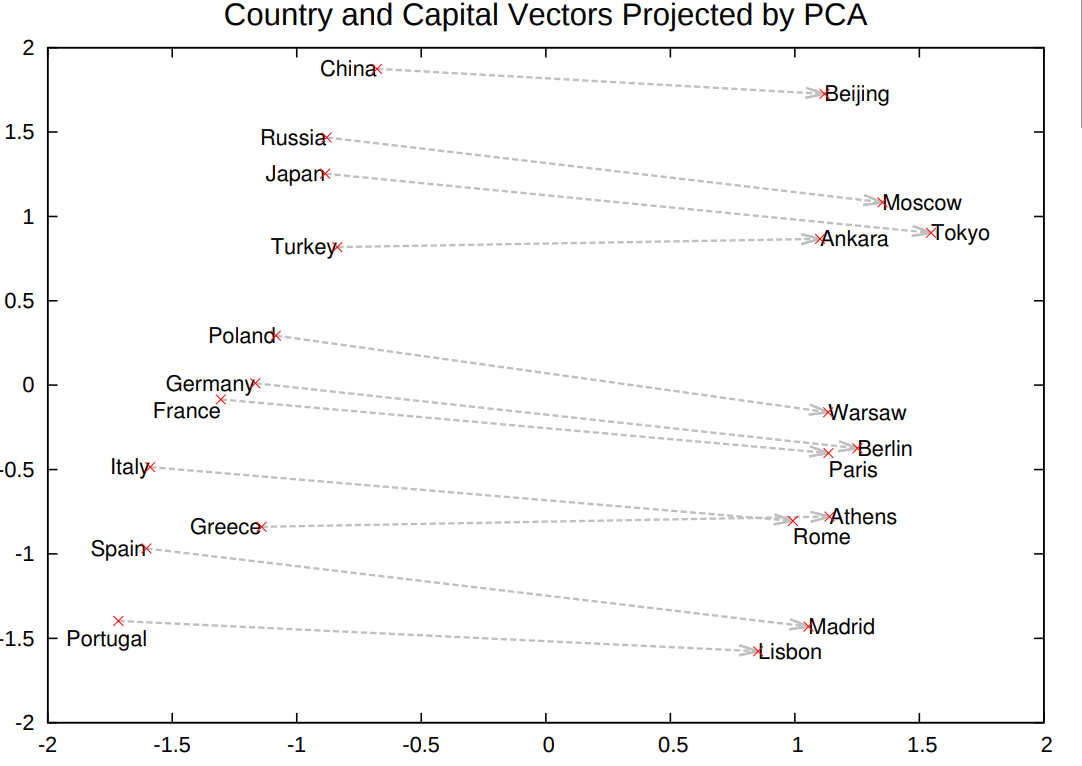 Country and Capital Vectors Projected by PCA
2
China
Beijing
1.5
Russia
Japan
Moscow
1
Turkey
Ankara
Tokyo
0.5
Poland
0
Germany
France
Warsaw
Berlin
-0.5
Italy
Paris
Greece
Athens
Rome
-1
Spain
Madrid
-1.5
Portugal
Lisbon
-2
-2
-1.5
-1
-0.5
0
0.5
1
1.5
2